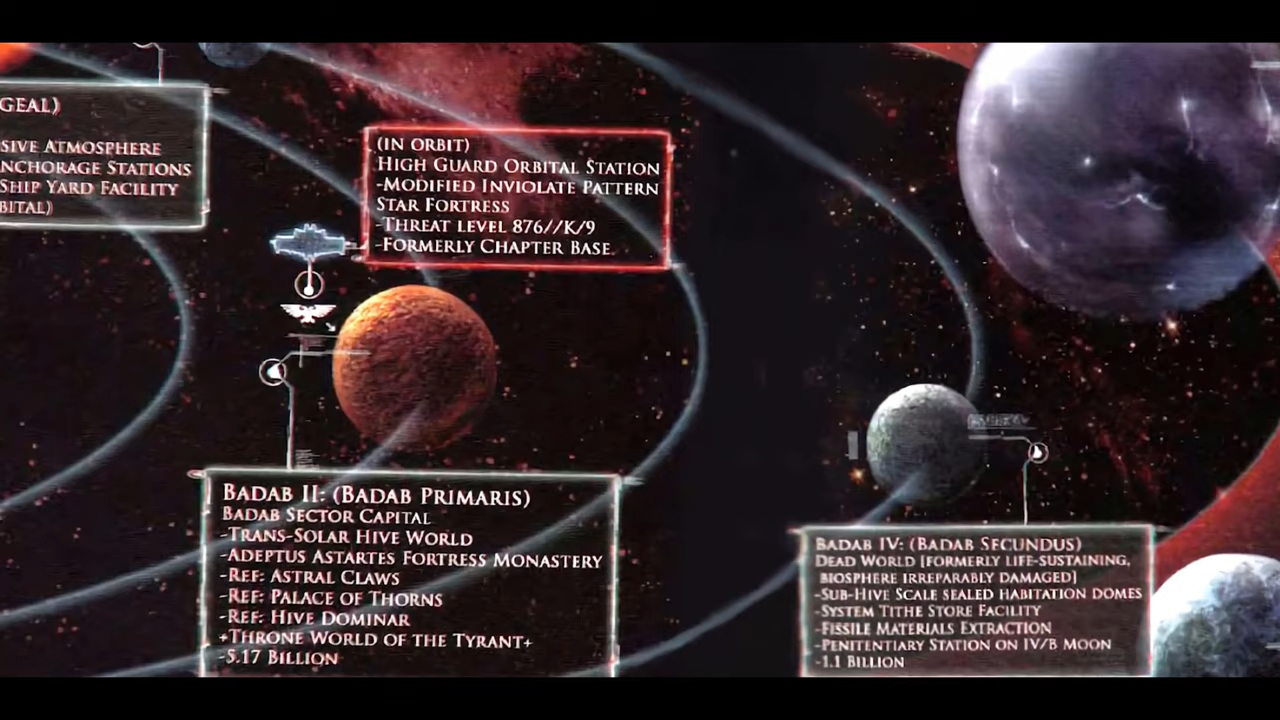 GEAL)
SIVE ATMOSPHERE
NCHORAGE STATIONS
SHIP YARD FACILITY
BITAL)
(IN ORBIT)
HIGH GUARD ORBITAL STATION
-MODIFIED INVIOLATE PATTERN
STAR FORTRESS
-THREAT LEVEL 876//K/9
-FORMERLY CHAPTER BASE.
BADAB II: (BADAB PRIMARIS)
BADAB SECTOR CAPITAL
-TRANS-SOLAR HIVE WORLD
-ADEPTUS ASTARTES FORTRESS MONASTERY
-REF: ASTRAL CLAWS
-REF: PALACE OF THORNS
-REF: HIVE DOMINAR
+THRONE WORLD OF THE TYRANT+
-5.17 BILLION
BADAB IV: (BADAB SECUNDUS)
DEAD WORLD [FORMERLY LIFE-SUSTAINING,
BIOSPHERE IRREPARABLY DAMAGED]
-SUB-HIVE SCALE SEALED HABITATION DOMES
-SYSTEM TITHE STORE FACILITY
-FISSILE MATERIALS EXTRACTION
-PENITENTIARY STATION ON IV/B MOON
-1.1 BILLION